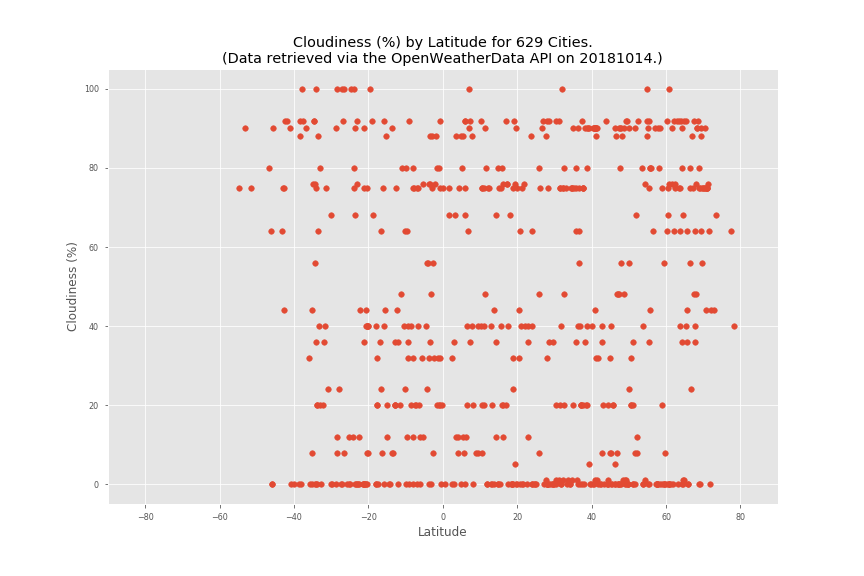 Cloudiness (%) by Latitude for 629 Cities.
(Data retrieved via the OpenWeatherData API on 20181014.)
Cloudiness (%)
100
80
60
40
20
0
−80 −60 −40 −20 0 20 40 60 80
Latitude